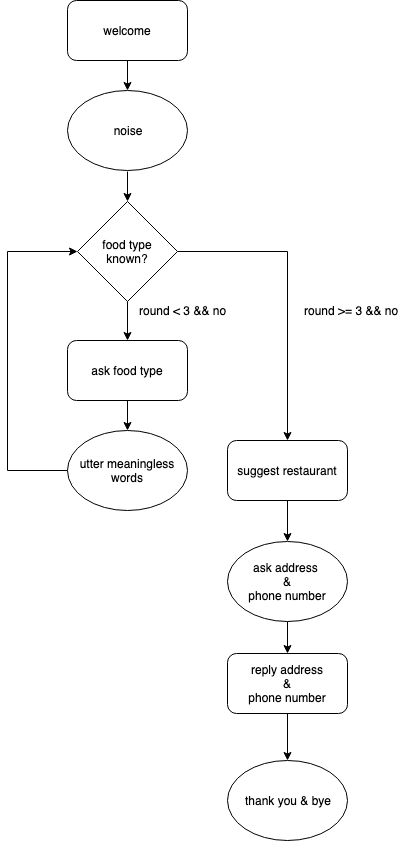 welcome
noise
food type
known?
round < 3 && no
round >= 3 && no
ask food type
utter meaningless
words
suggest restaurant
ask address
&
phone number
reply address
&
phone number
thank you & bye